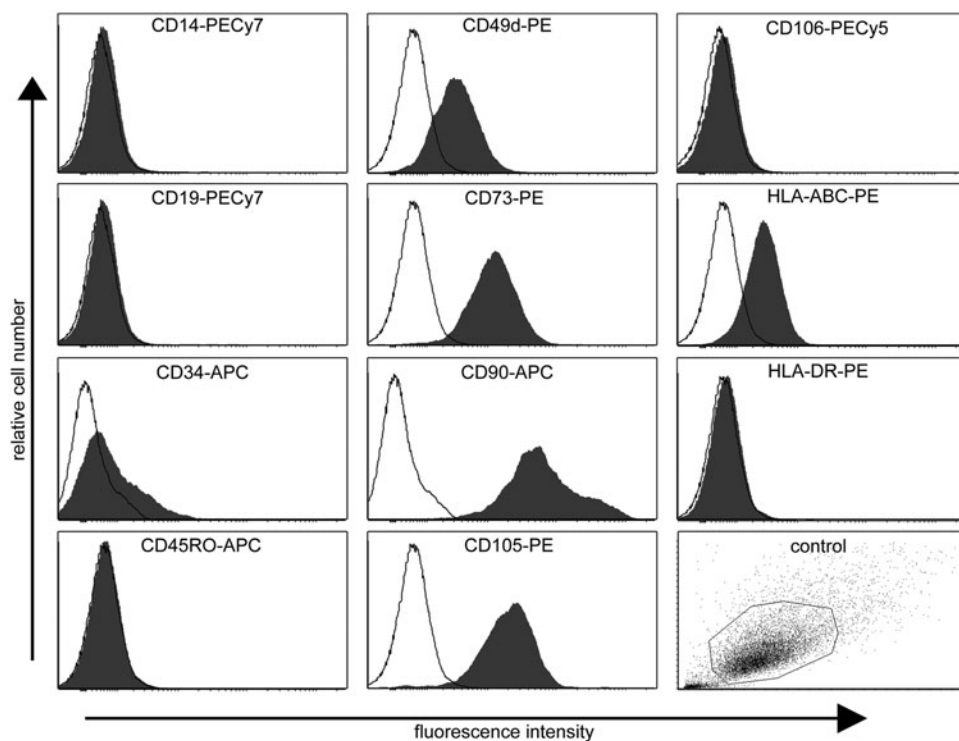 CD14-PECy7
CD49d-PE
CD106-PECy5
CD19-PECy7
CD73-PE
HLA-ABC-PE
CD34-APC
CD90-APC
HLA-DR-PE
CD45RO-APC
CD105-PE
control
relative cell number
fluorescence intensity